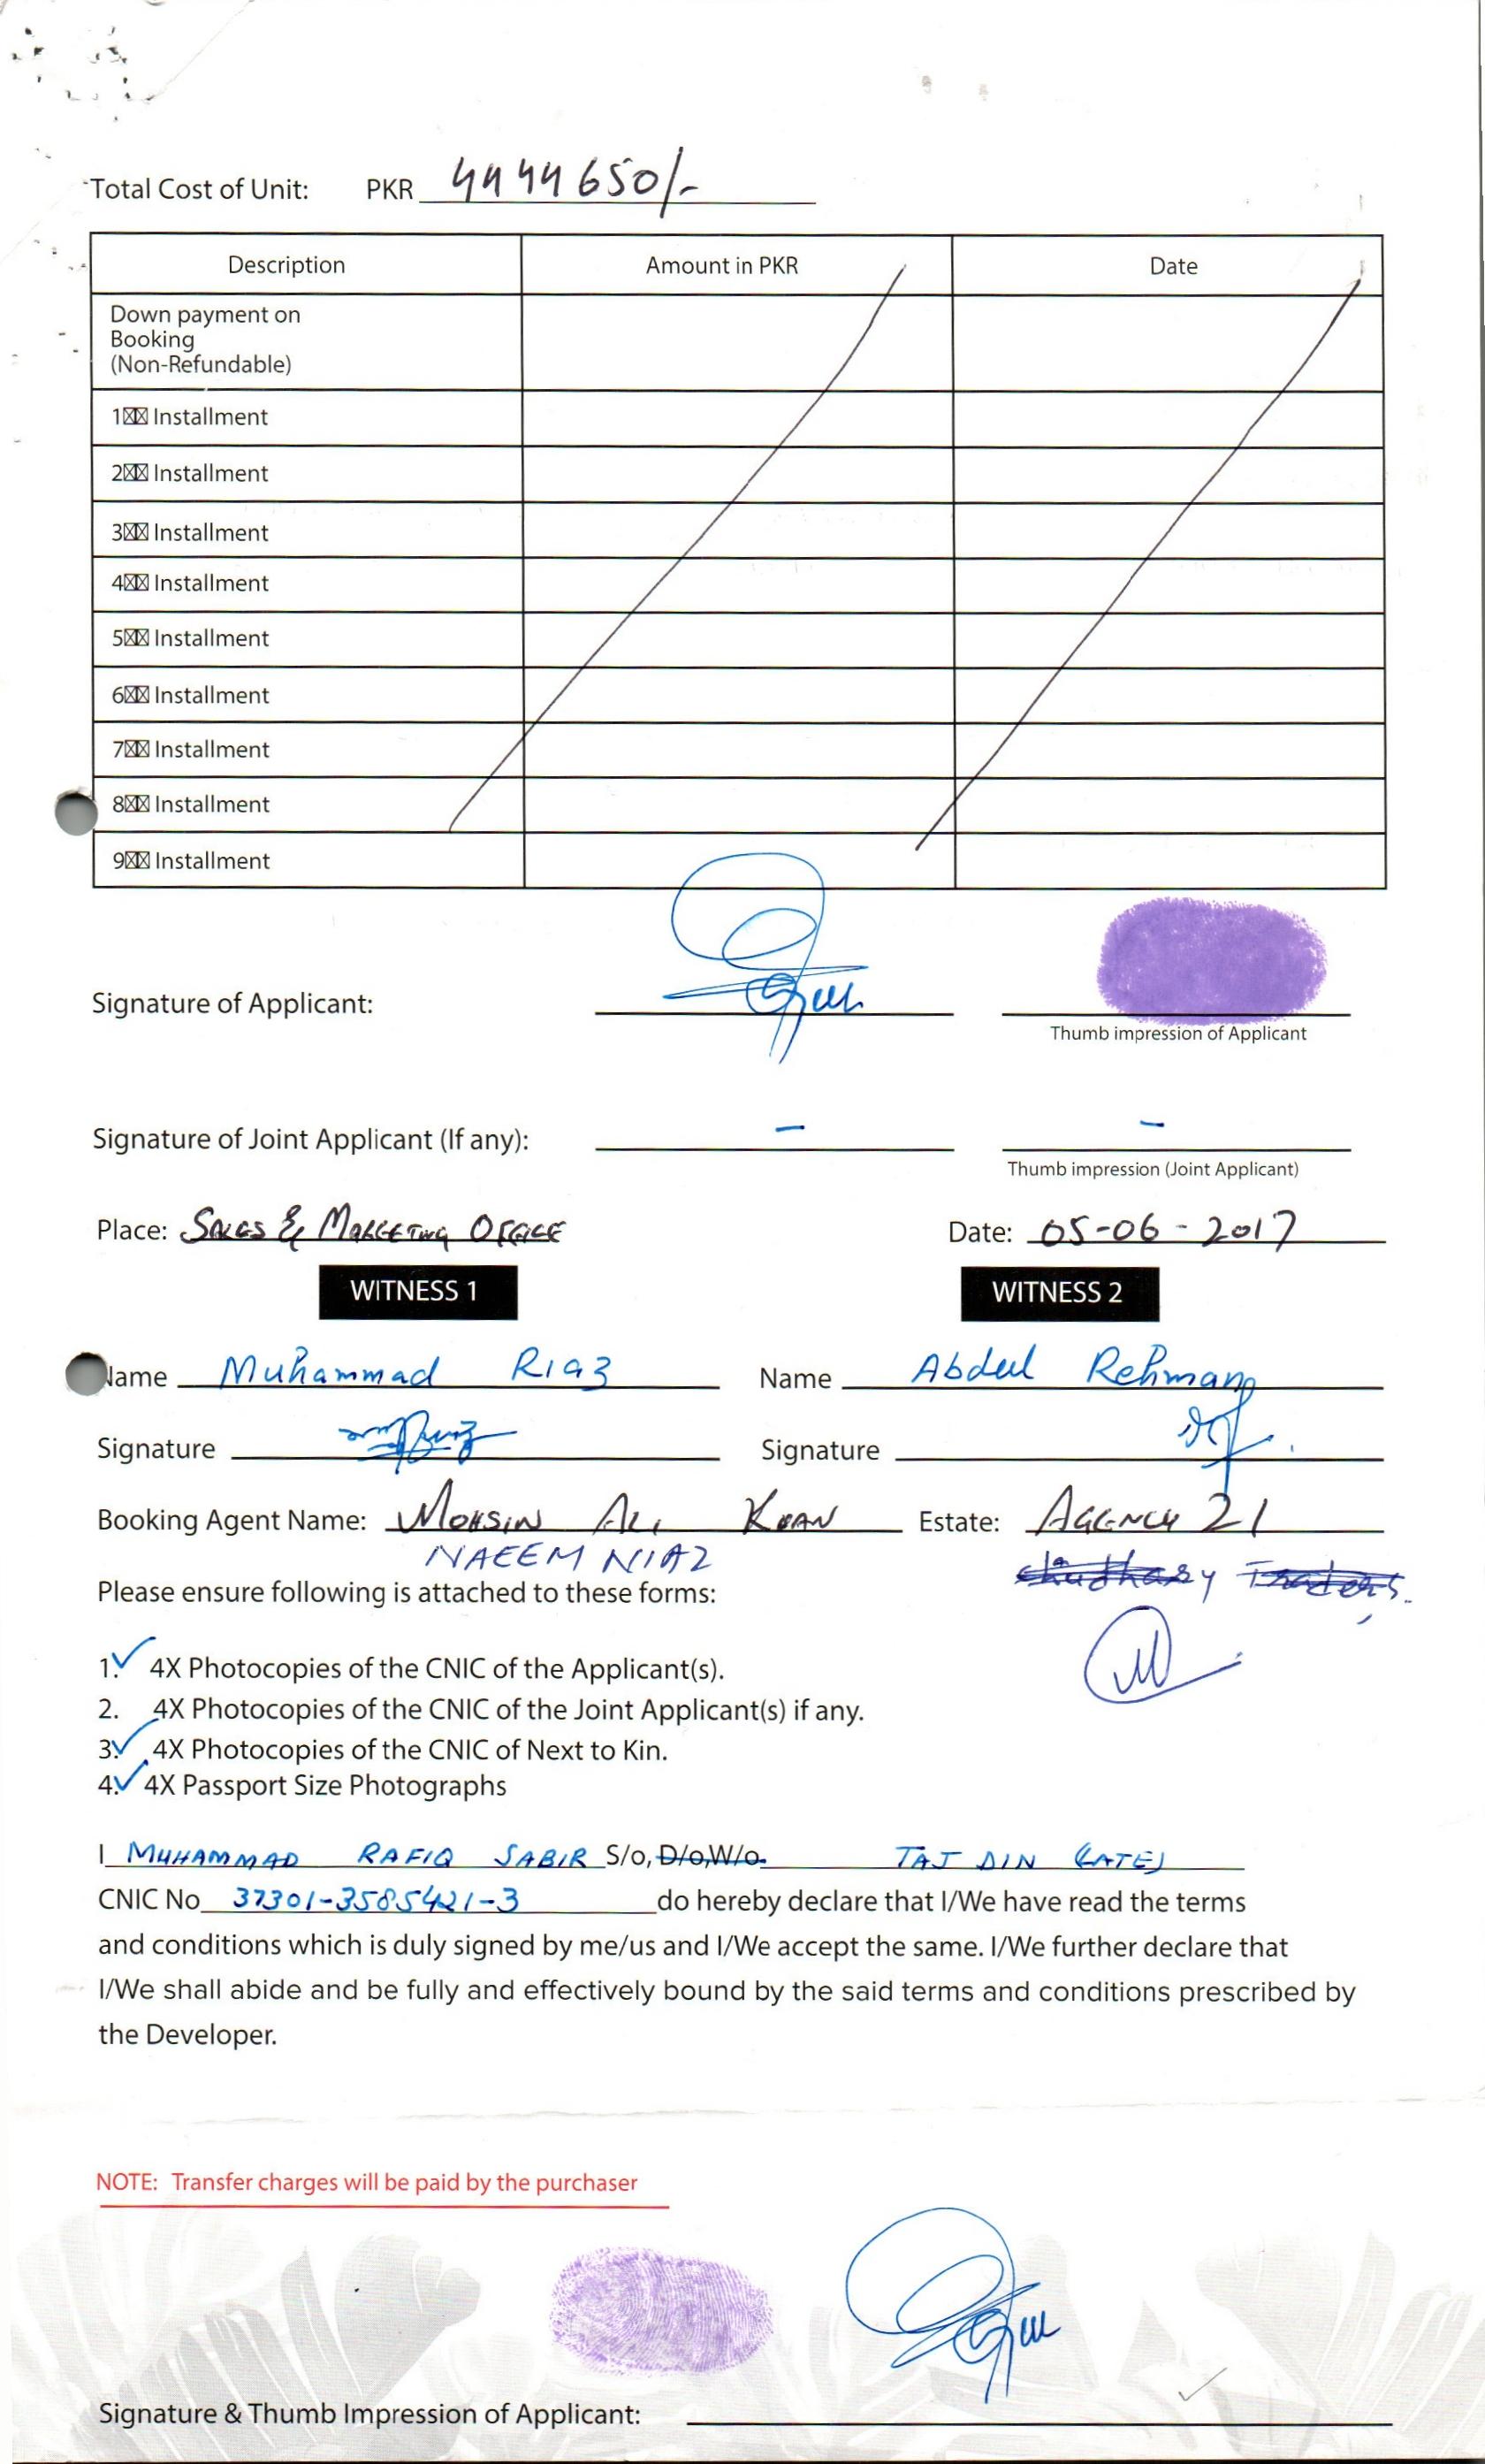 Total Cost of Unit: PKR 4444650/-
Description Amount in PKR Date
Down payment on
Booking
(Non-Refundable)
1☒☒ Installment
2☒☒ Installment
3☒☒ Installment
4☒☒ Installment
5☒☒ Installment
6☒☒ Installment
7☒☒ Installment
8☒☒ Installment
9☒☒ Installment
Signature of Applicant:
Thumb impression of Applicant
Signature of Joint Applicant (If any): - -
Thumb impression (Joint Applicant)
Place: SALES & MARKETING OFFICE Date: 05-06-2017
WITNESS 1 WITNESS 2
Name Muhammad Riaz Name Abdul Rehman
Signature Signature
Booking Agent Name: MOHSIN ALI KHAN Estate: AGENCY 21
NAEEM NIAZ Chudhary Traders.
Please ensure following is attached to these forms:
1. ✓ 4X Photocopies of the CNIC of the Applicant(s).
2. 4X Photocopies of the CNIC of the Joint Applicant(s) if any.
3. ✓ 4X Photocopies of the CNIC of Next to Kin.
4. ✓ 4X Passport Size Photographs
I MUHAMMAD RAFIQ SABIR S/o, D/o,W/o. TAJ DIN (LATE)
CNIC No 37301-3585421-3 do hereby declare that I/We have read the terms
and conditions which is duly signed by me/us and I/We accept the same. I/We further declare that
I/We shall abide and be fully and effectively bound by the said terms and conditions prescribed by
the Developer.
NOTE: Transfer charges will be paid by the purchaser
Signature & Thumb Impression of Applicant: